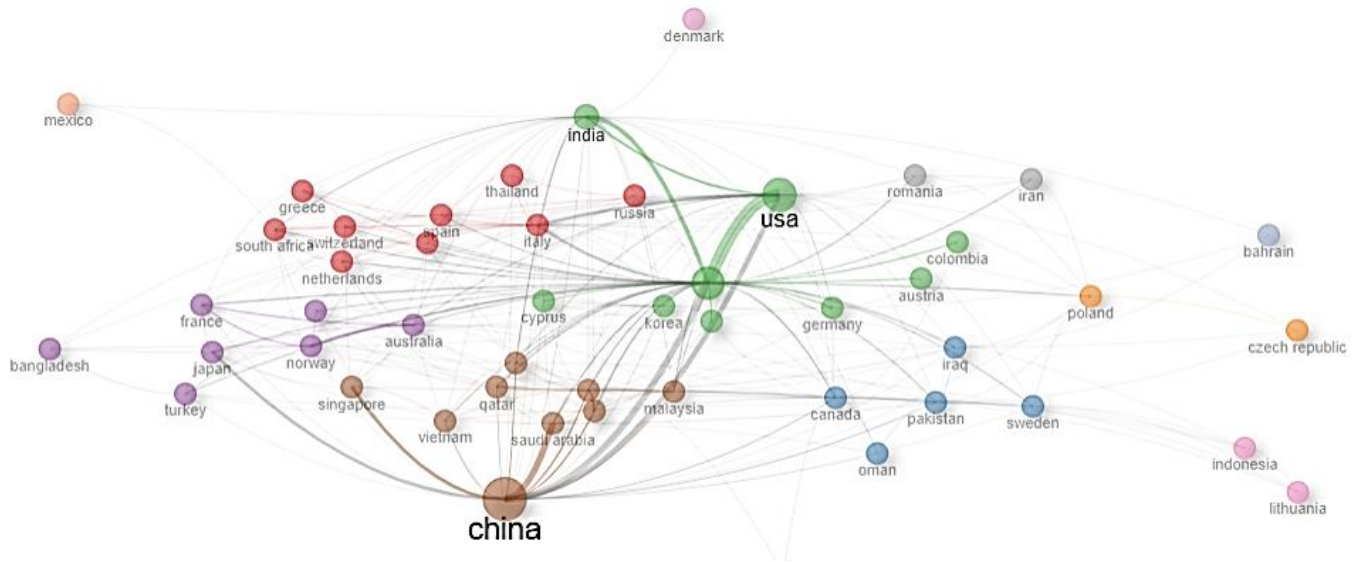 denmark
mexico
india
thailand
romania
iran
greece
russia
usa
spain
south africa
switzerland
italy
bahrain
colombia
netherlands
austria
poland
france
cyprus
korea
germany
czech republic
australia
norway
japan
bangladesh
iraq
turkey
singapore
qatar
malaysia
canada
pakistan
sweden
vietnam
saudi arabia
indonesia
oman
lithuania
china